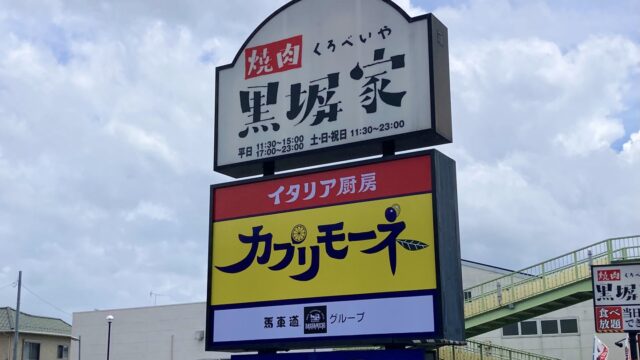 焼肉 くろべいや
黒塀家
平日 11:30~15:00 土・日・祝日 11:30~23:00
17:00~23:00
イタリア厨房
カプリモーネ
馬車道 グループ
焼肉
黒塀
食べ
放題